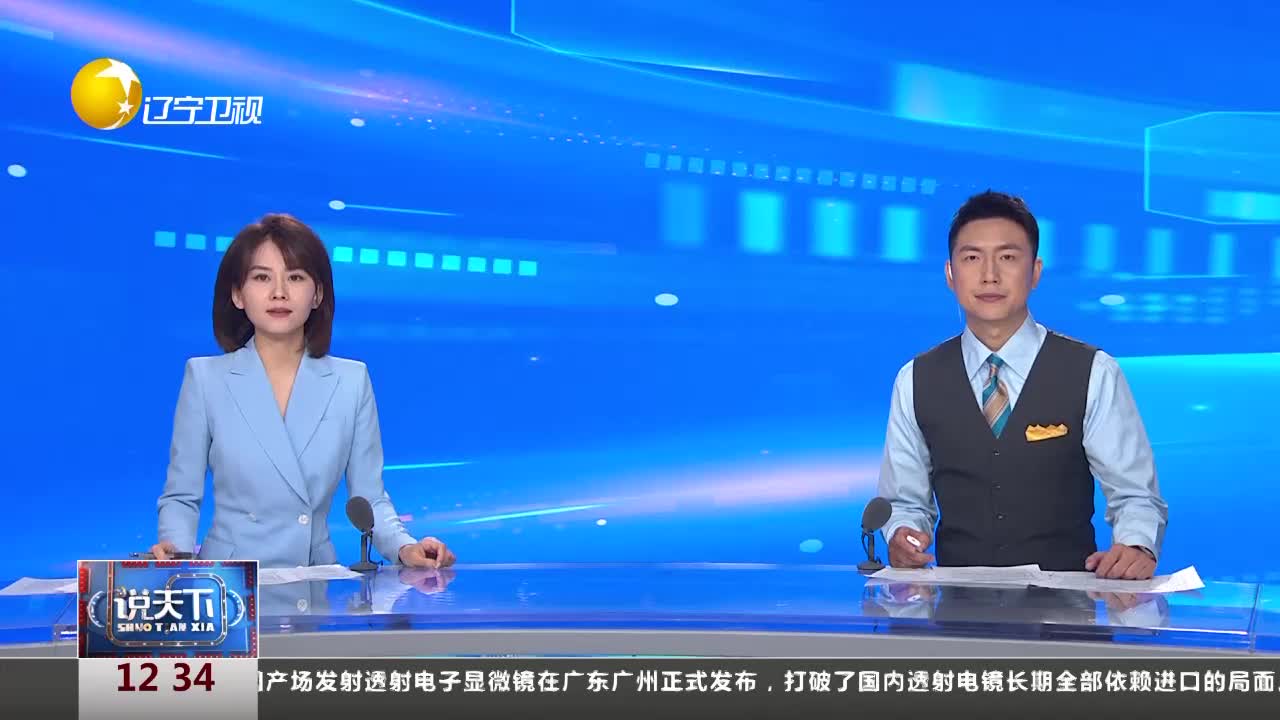 辽宁卫视
说天下
SHUO TIAN XIA
12 34
产场发射透射电子显微镜在广东广州正式发布，打破了国内透射电镜长期全部依赖进口的局面